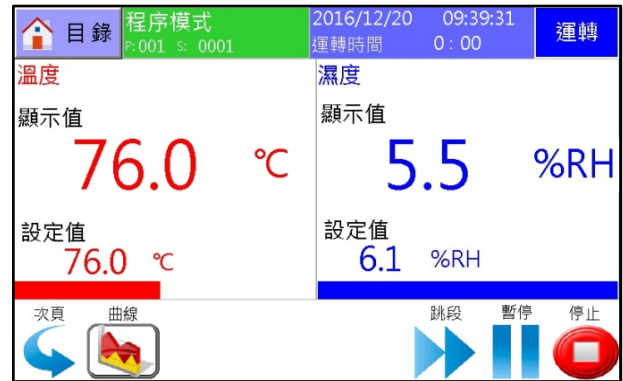 目錄
程序模式
P:001 S: 0001
2016/12/20 09:39:31
運轉時間 0:00
運轉
溫度
顯示值
76.0 ℃
設定值
76.0 ℃
濕度
顯示值
5.5 %RH
設定值
6.1 %RH
次頁
曲線
跳段
暫停
停止